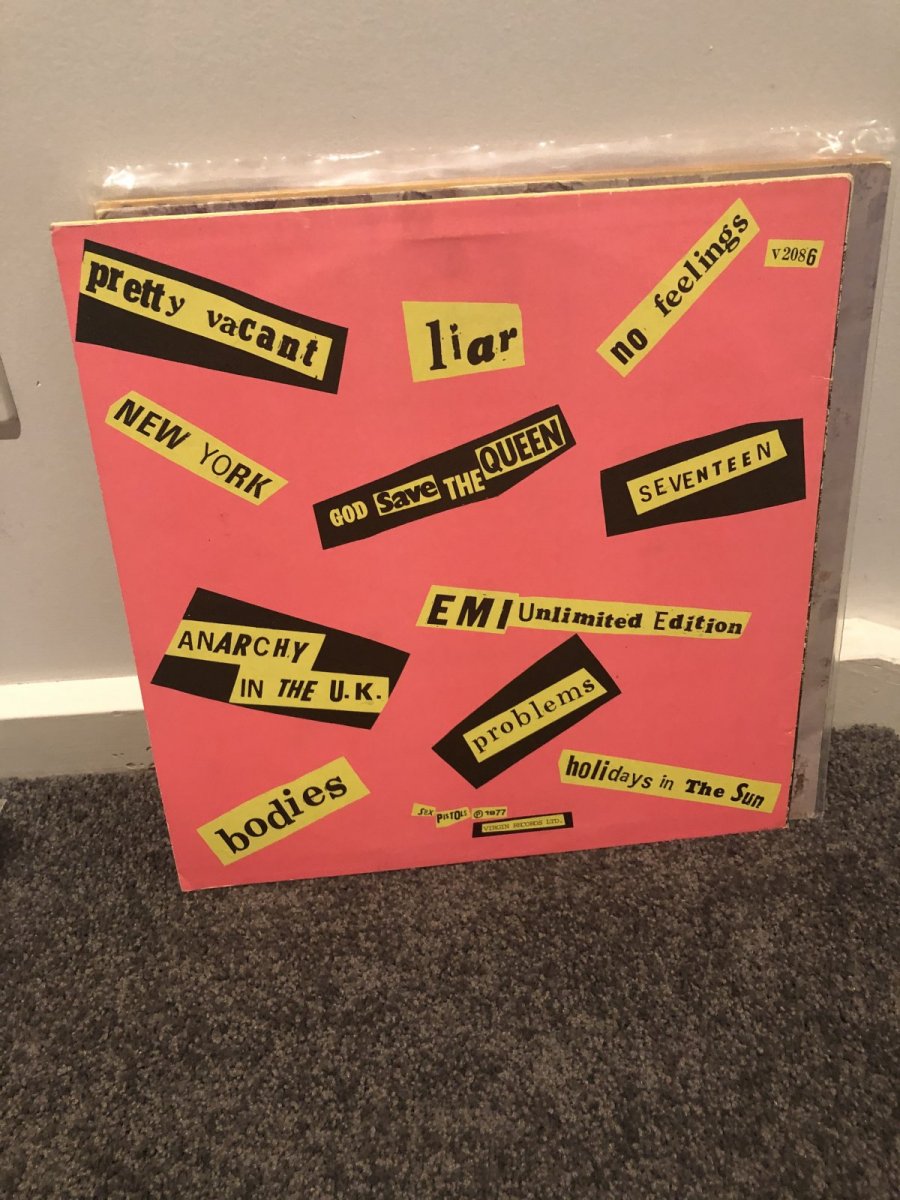 pretty vacant
liar
no feelings
V2086
NEW YORK
GOD Save THE QUEEN
SEVENTEEN
ANARCHY
IN THE U.K.
EMI Unlimited Edition
problems
holidays in The Sun
bodies
SEX PISTOLS ℗ 1977
VIRGIN RECORDS LTD.